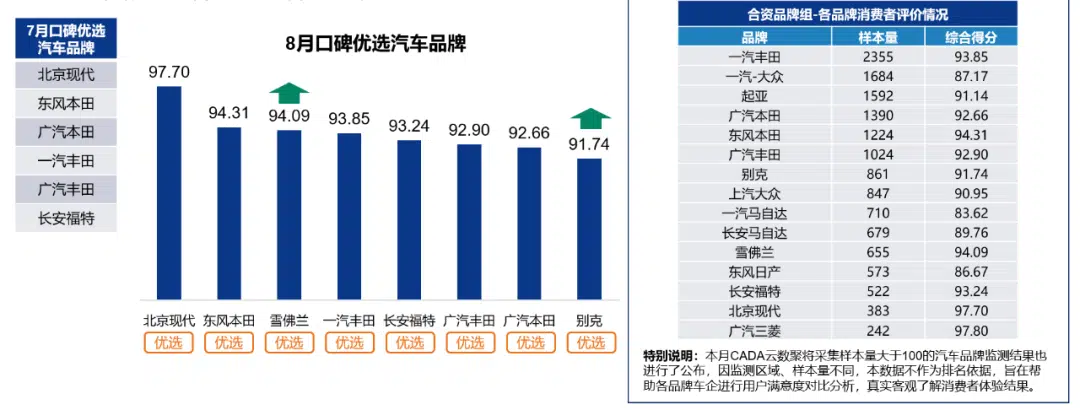 7月口碑优选
汽车品牌
北京现代
东风本田
广汽本田
一汽丰田
广汽丰田
长安福特
8月口碑优选汽车品牌
97.70
94.31
94.09
93.85
93.24
92.90
92.66
91.74
北京现代 东风本田 雪佛兰 一汽丰田 长安福特 广汽丰田 广汽本田 别克
优选 优选 优选 优选 优选 优选 优选 优选
合资品牌组-各品牌消费者评价情况
品牌 样本量 综合得分
一汽丰田 2355 93.85
一汽-大众 1684 87.17
起亚 1592 91.14
广汽本田 1390 92.66
东风本田 1224 94.31
广汽丰田 1024 92.90
别克 861 91.74
上汽大众 847 90.95
一汽马自达 710 83.62
长安马自达 679 89.76
雪佛兰 655 94.09
东风日产 573 86.67
长安福特 522 93.24
北京现代 383 97.70
广汽三菱 242 97.80
特别说明：本月CADA云数聚将采集样本量大于100的汽车品牌监测结果也
进行了公布，因监测区域、样本量不同，本数据不作为排名依据，旨在帮
助各品牌车企进行用户满意度对比分析，真实客观了解消费者体验结果。